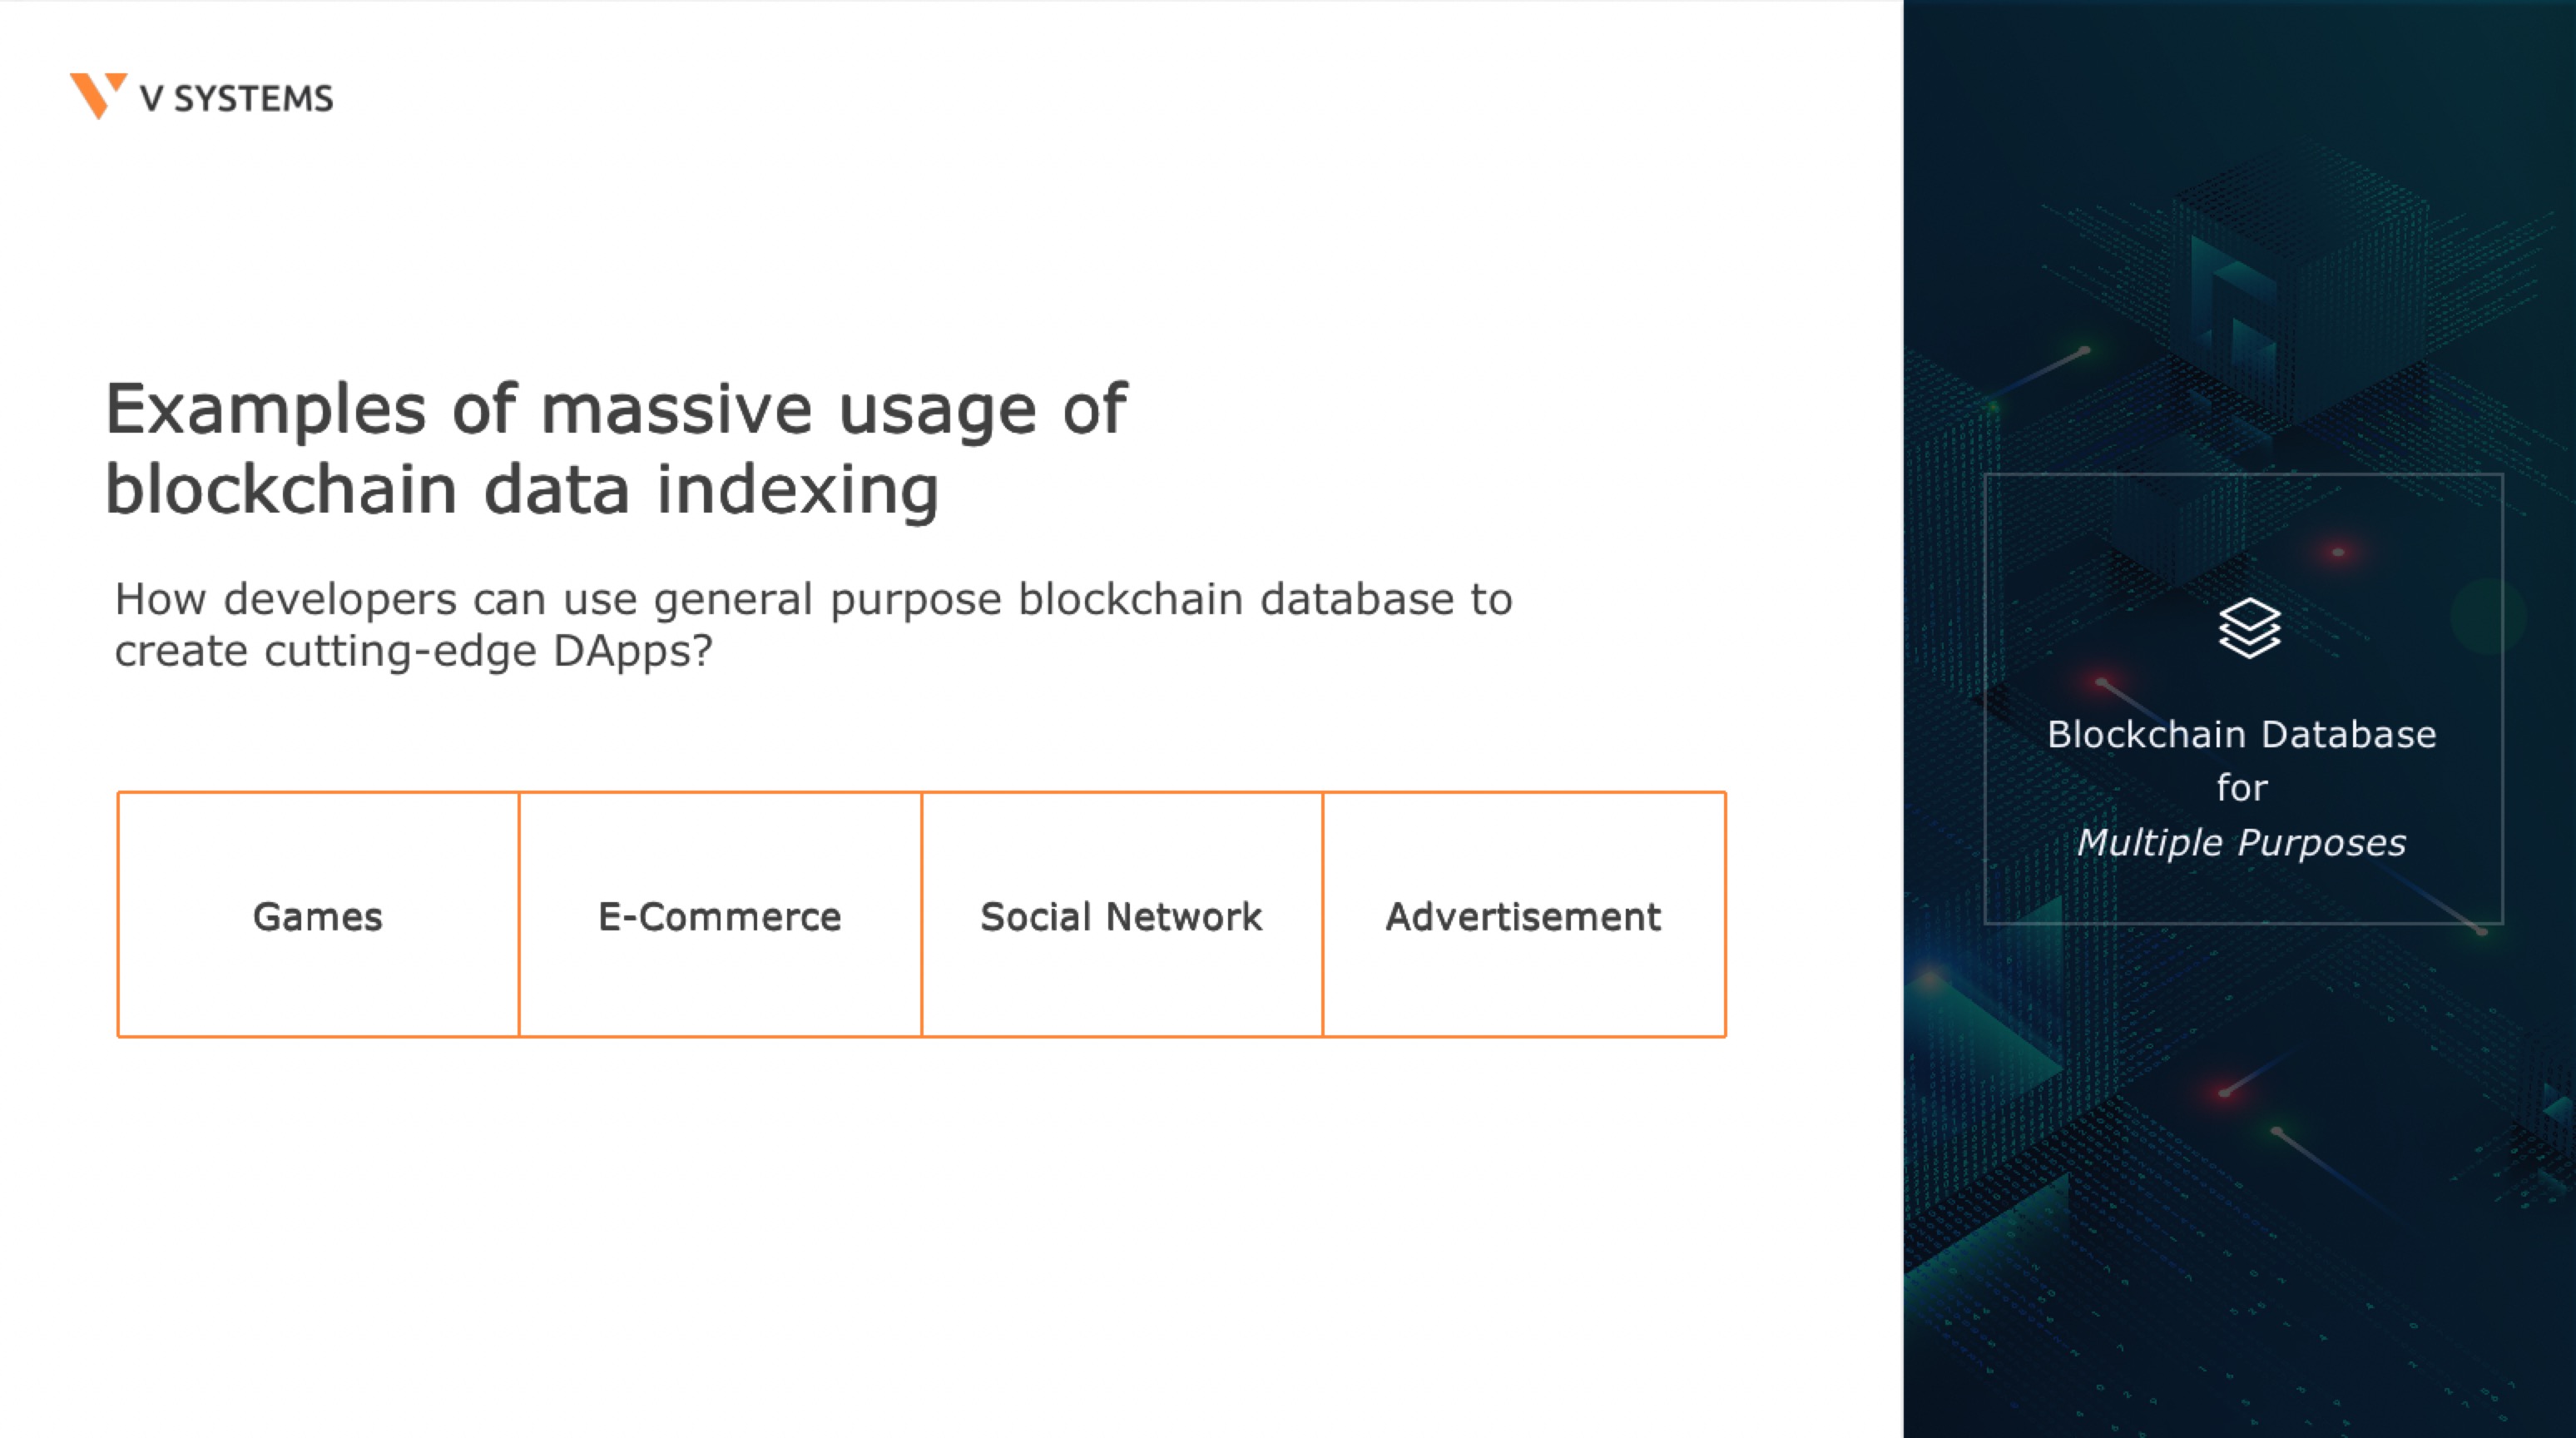 V SYSTEMS
Examples of massive usage of
blockchain data indexing
How developers can use general purpose blockchain database to
create cutting-edge DApps?
Games
E-Commerce
Social Network
Advertisement
Blockchain Database
for
Multiple Purposes